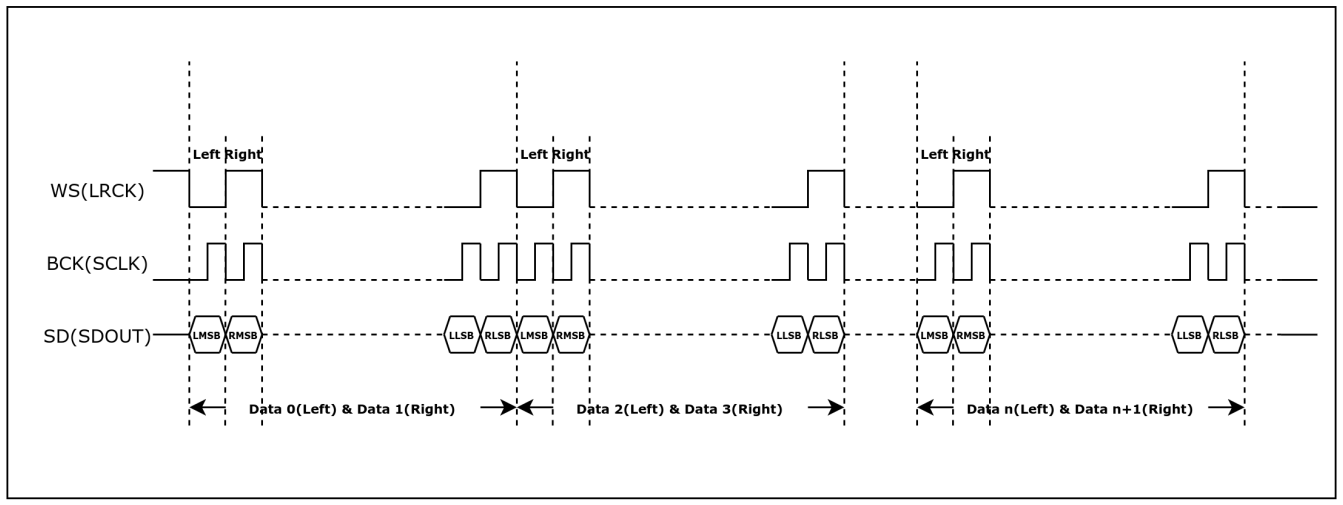 Left Right Left Right Left Right
WS(LRCK)
BCK(SCLK)
SD(SDOUT) LMSB RMSB LLSB RLSB LMSB RMSB LLSB RLSB LMSB RMSB LLSB RLSB
Data 0(Left) & Data 1(Right) Data 2(Left) & Data 3(Right) Data n(Left) & Data n+1(Right)